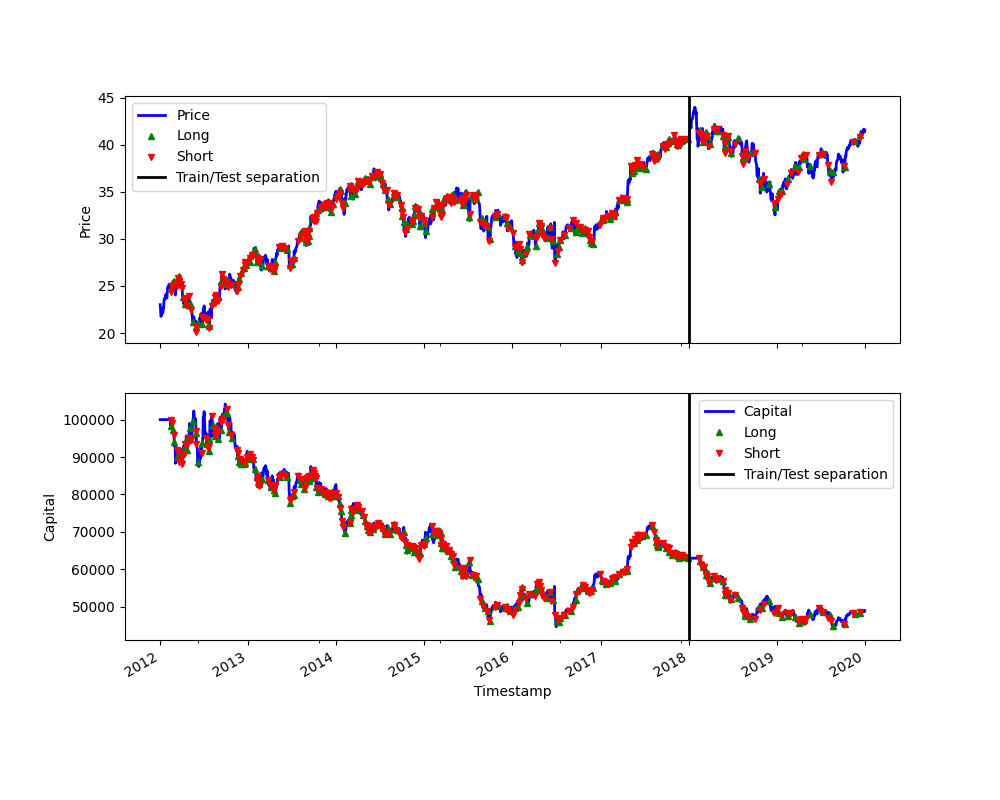 45
40
35
30
25
20
Price
Price
Long
Short
Train/Test separation
100000
90000
80000
70000
60000
50000
Capital
Capital
Long
Short
Train/Test separation
2012
2013
2014
2015
2016
2017
2018
2019
2020
Timestamp